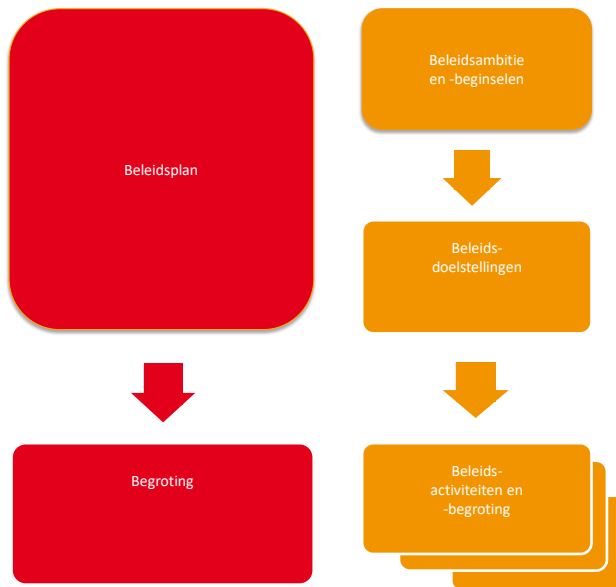 Beleidsplan
Begroting
Beleidsambitie
en -beginselen
Beleids-
doelstellingen
Beleids-
activiteiten en
-begroting